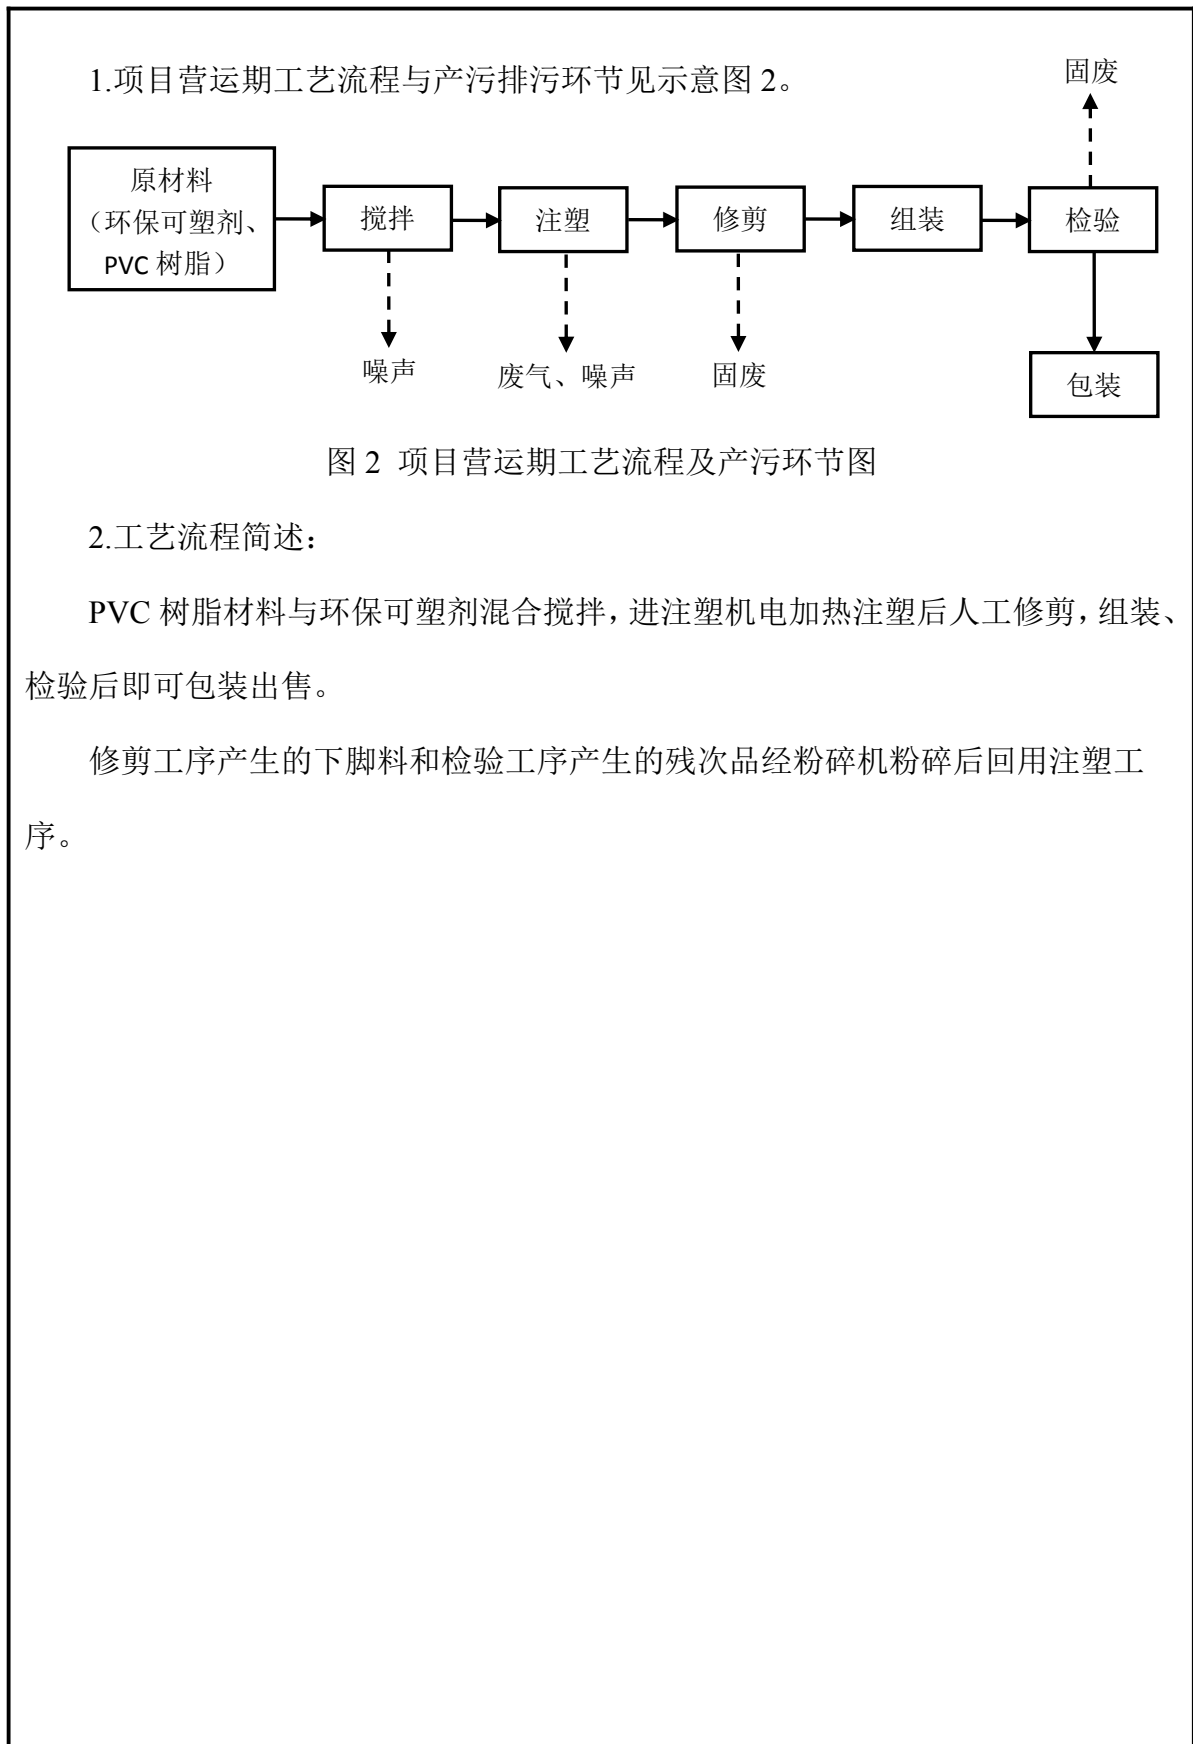 1.项目营运期工艺流程与产污排污环节见示意图 2。
固废
原材料
（环保可塑剂、
PVC 树脂）
搅拌
注塑
修剪
组装
检验
噪声
废气、噪声
固废
包装
图 2 项目营运期工艺流程及产污环节图
2.工艺流程简述：
PVC 树脂材料与环保可塑剂混合搅拌，进注塑机电加热注塑后人工修剪，组装、
检验后即可包装出售。
修剪工序产生的下脚料和检验工序产生的残次品经粉碎机粉碎后回用注塑工
序。